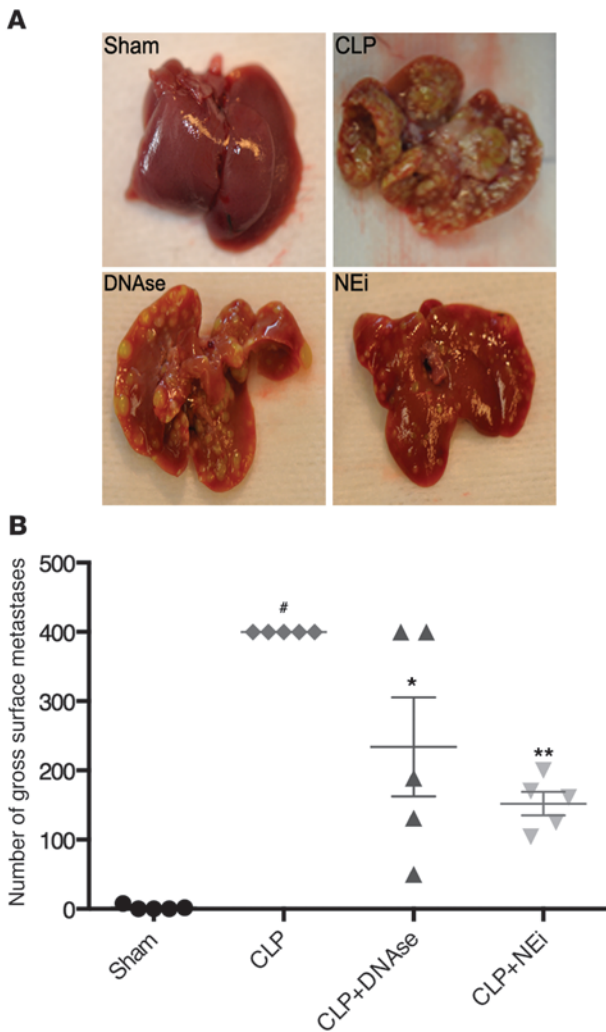 A
Sham
CLP
DNAse
NEi
B
Number of gross surface metastases
500
400
300
200
100
0
#
*
**
Sham
CLP
CLP+DNAse
CLP+NEi